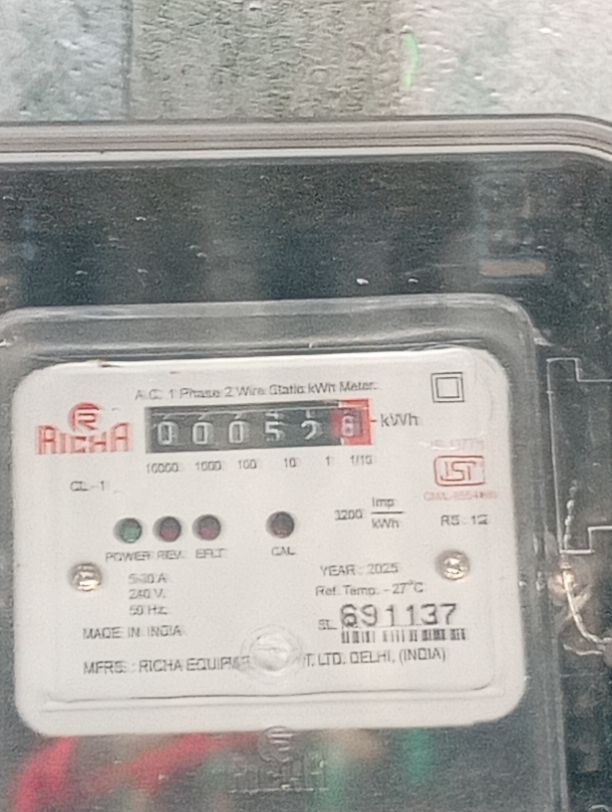 A.C. 1 Phase 2 Wire Static kWh Meter.
R
RICHA
0 0 0 5 2 8 kWh
10000 1000 100 10 1 1/10
CL.-1
ISI
3200 Imp/kWh
RS. 12
POWER REV. E/LT CAL
5-30 A
240 V.
50 Hz.
YEAR : 2025
Ref. Temp. - 27°C
SL. 691137
MADE IN INDIA
MFRS. : RICHA T. LTD. DELHI, (INDIA)